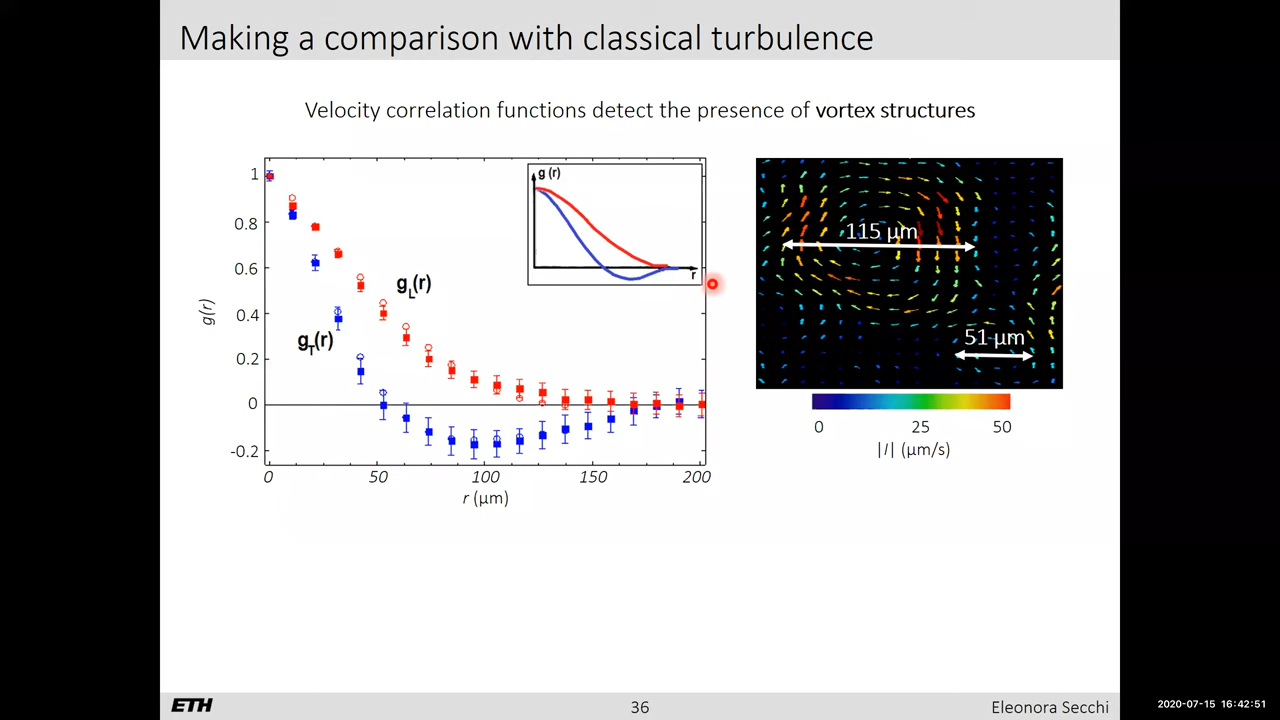 Making a comparison with classical turbulence
Velocity correlation functions detect the presence of vortex structures
1
0.8
0.6
0.4
0.2
0
-0.2
g(r)
0
50
100
150
200
r (μm)
gT(r)
gL(r)
g (r)
r
115 μm
51 μm
0
25
50
|I| (μm/s)
ETH
36
Eleonora Secchi
2020-07-15 16:42:51